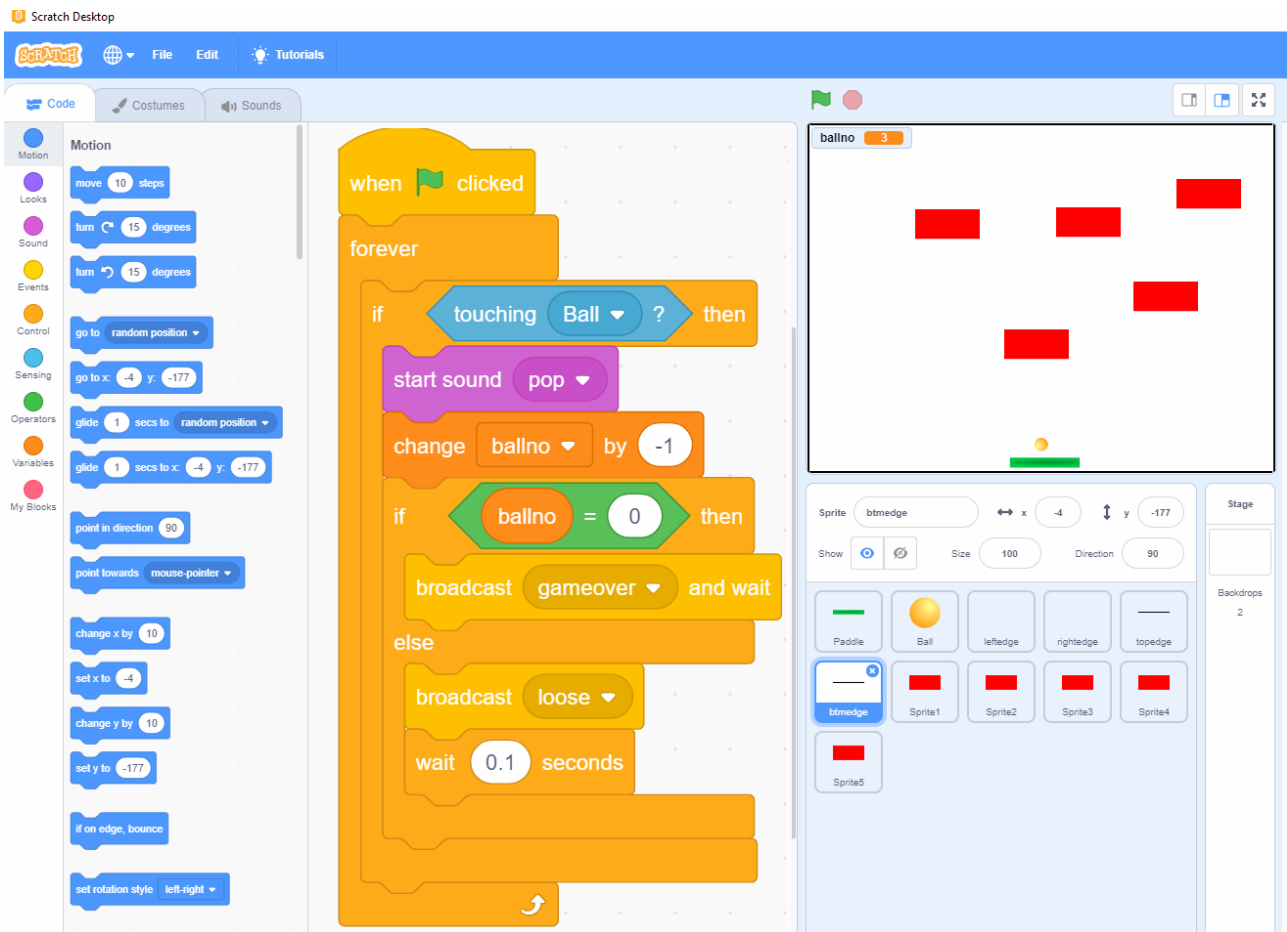 Scratch Desktop
SCRATCH File Edit Tutorials
Code Costumes Sounds
Motion
Looks
Sound
Events
Control
Sensing
Operators
Variables
My Blocks
Motion
move 10 steps
turn 15 degrees
turn 15 degrees
go to random position
go to x: -4 y: -177
glide 1 secs to random position
glide 1 secs to x: -4 y: -177
point in direction 90
point towards mouse-pointer
change x by 10
set x to -4
change y by 10
set y to -177
if on edge, bounce
set rotation style left-right
when clicked
forever
if touching Ball ? then
start sound pop
change ballno by -1
if ballno = 0 then
broadcast gameover and wait
else
broadcast loose
wait 0.1 seconds
ballno 3
Sprite btmedge x -4 y -177
Show Size 100 Direction 90
Paddle Ball leftedge rightedge topedge
btmedge Sprite1 Sprite2 Sprite3 Sprite4
Sprite5
Stage
Backdrops
2